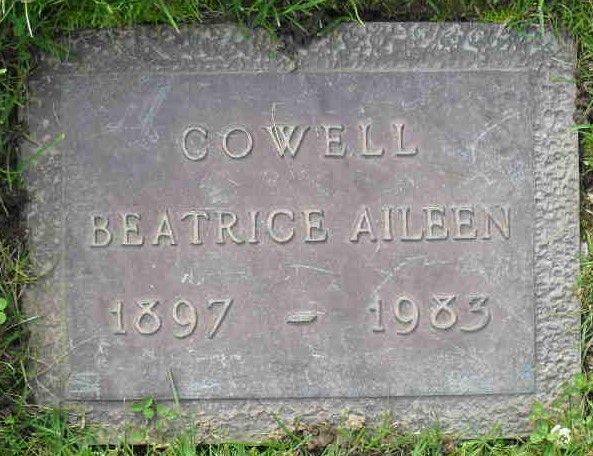 COWELL
BEATRICE AILEEN
1897 - 1983